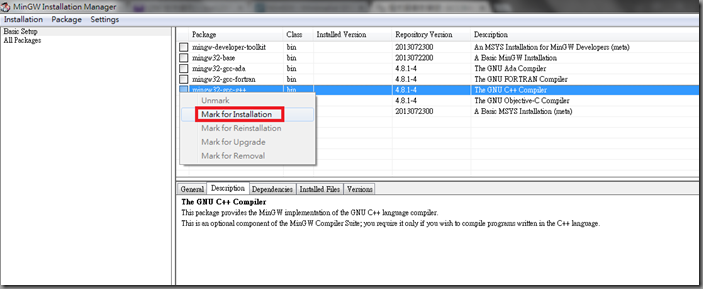 MinGW Installation Manager
Installation Package Settings
Basic Setup
All Packages
Package Class Installed Version Repository Version Description
mingw-developer-toolkit bin 2013072300 An MSYS Installation for MinGW Developers (meta)
mingw32-base bin 2013072200 A Basic MinGW Installation
mingw32-gcc-ada bin 4.8.1-4 The GNU Ada Compiler
mingw32-gcc-fortran bin 4.8.1-4 The GNU FORTRAN Compiler
mingw32-gcc-g++ bin 4.8.1-4 The GNU C++ Compiler
4.8.1-4 The GNU Objective-C Compiler
2013072300 A Basic MSYS Installation (meta)
Unmark
Mark for Installation
Mark for Reinstallation
Mark for Upgrade
Mark for Removal
General Description Dependencies Installed Files Versions
The GNU C++ Compiler
This package provides the MinGW implementation of the GNU C++ language compiler.
This is an optional component of the MinGW Compiler Suite; you require it only if you wish to compile programs written in the C++ language.